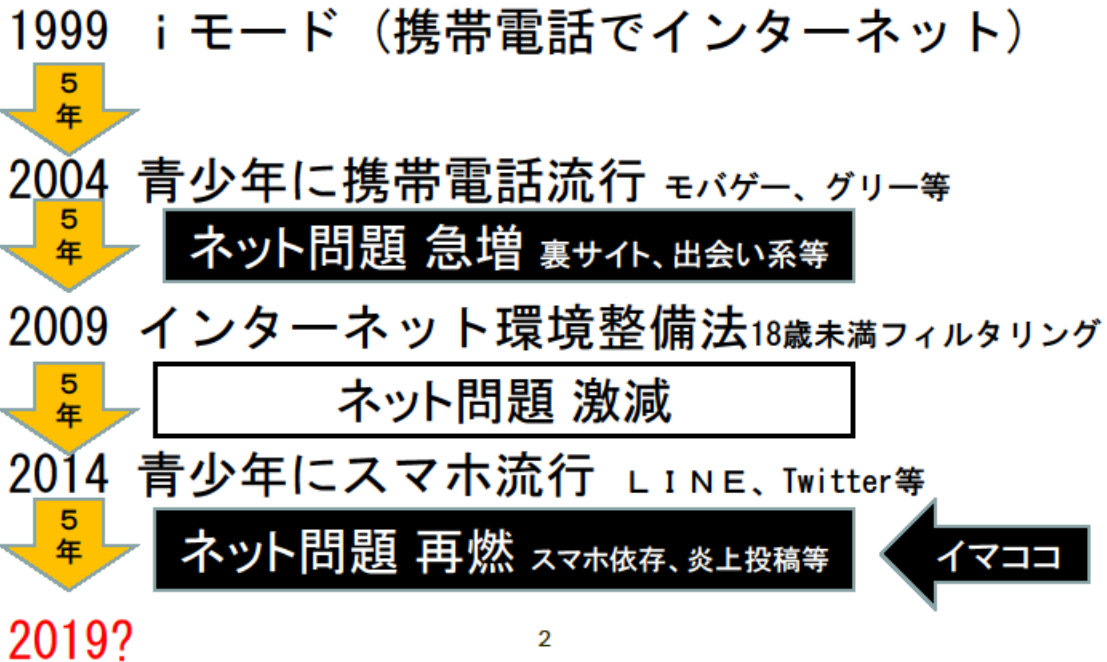 1999 iモード（携帯電話でインターネット）
5
年
2004 青少年に携帯電話流行 モバゲー、グリー等
5
年
ネット問題 急増 裏サイト、出会い系等
2009 インターネット環境整備法18歳未満フィルタリング
5
年
ネット問題 激減
2014 青少年にスマホ流行 ＬＩＮＥ、Twitter等
5
年
ネット問題 再燃 スマホ依存、炎上投稿等
イマココ
2019?
2